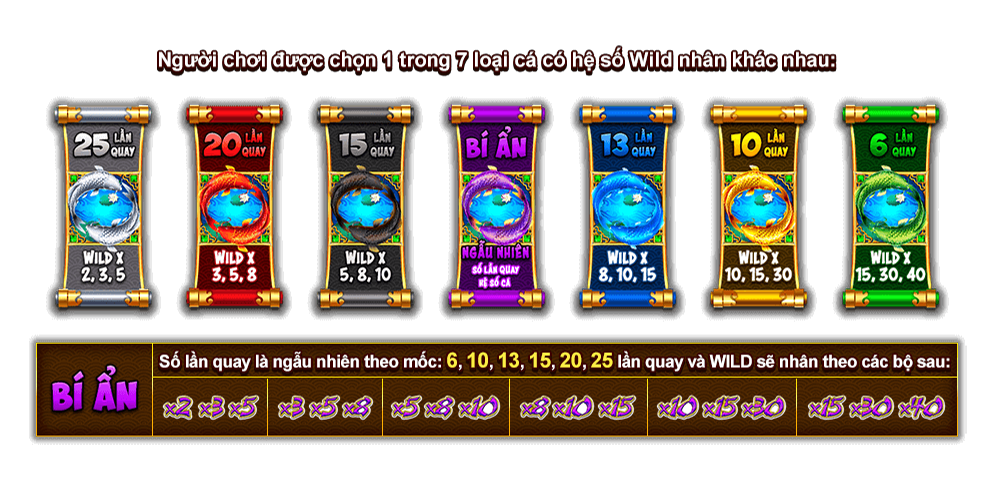 Người chơi được chọn 1 trong 7 loại cá có hệ số Wild nhân khác nhau:
25 LẦN QUAY
WILD X
2, 3, 5
20 LẦN QUAY
WILD X
3, 5, 8
15 LẦN QUAY
WILD X
5, 8, 10
BÍ ẨN
NGẪU NHIÊN
SỐ LẦN QUAY
HỆ SỐ CÁ
13 LẦN QUAY
WILD X
8, 10, 15
10 LẦN QUAY
WILD X
10, 15, 30
6 LẦN QUAY
WILD X
15, 30, 40
BÍ ẨN
Số lần quay là ngẫu nhiên theo mốc: 6, 10, 13, 15, 20, 25 lần quay và WILD sẽ nhân theo các bộ sau:
x2 x3 x5
x3 x5 x8
x5 x8 x10
x8 x10 x15
x10 x15 x30
x15 x30 x40